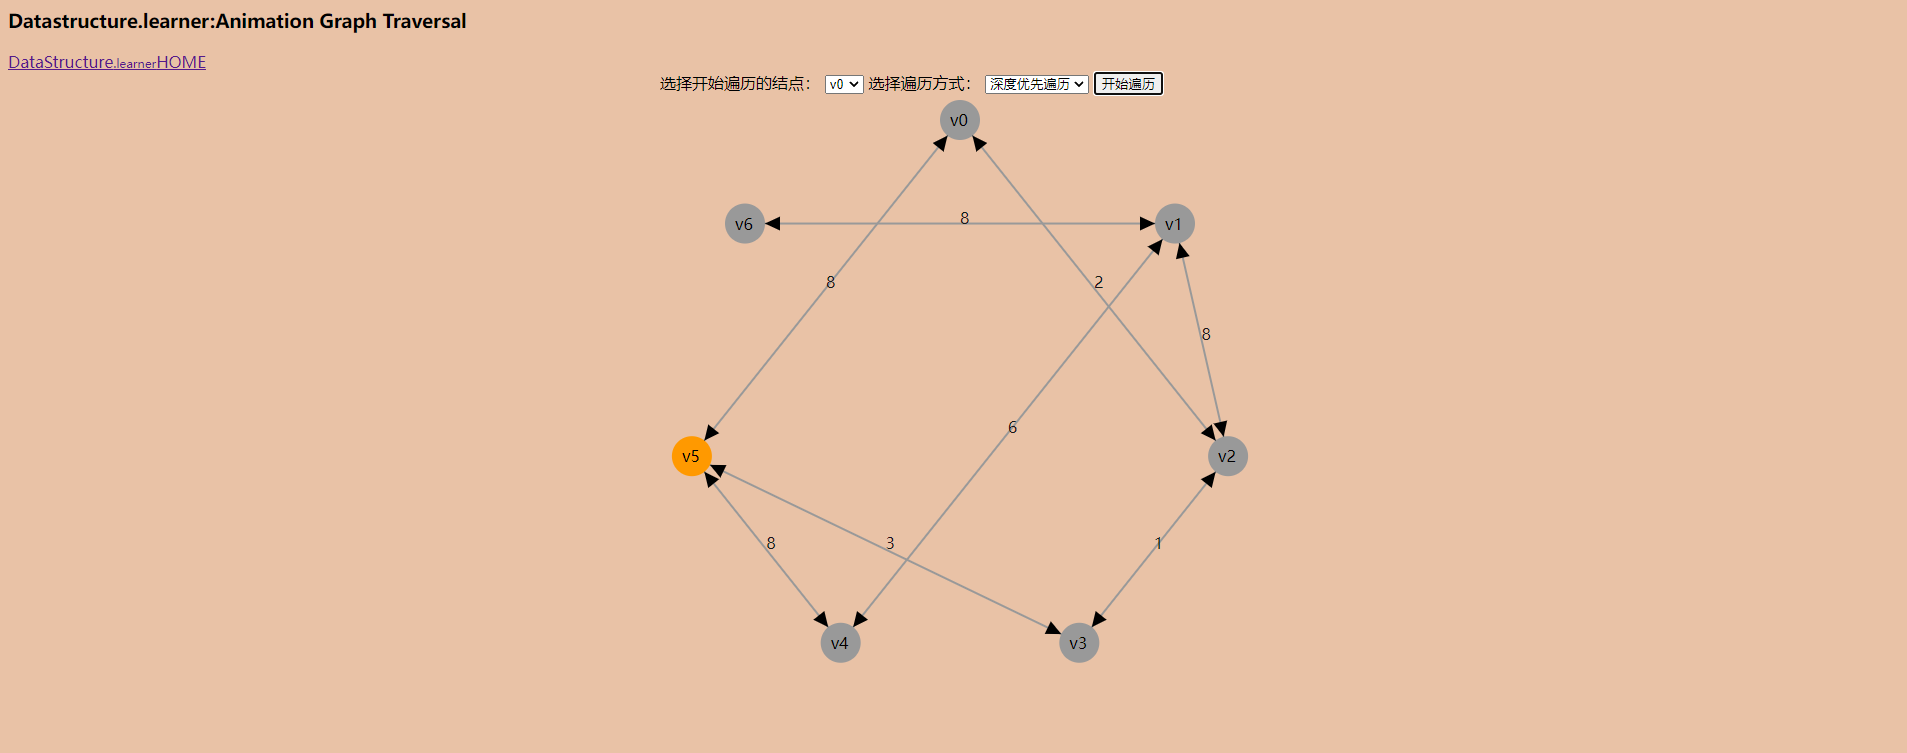 Datastructure.learner:Animation Graph Traversal
DataStructure.learnerHOME
选择开始遍历的结点： v0 选择遍历方式： 深度优先遍历 开始遍历
v0
v6
8
v1
8
2
8
6
v5
v2
8
3
1
v4
v3